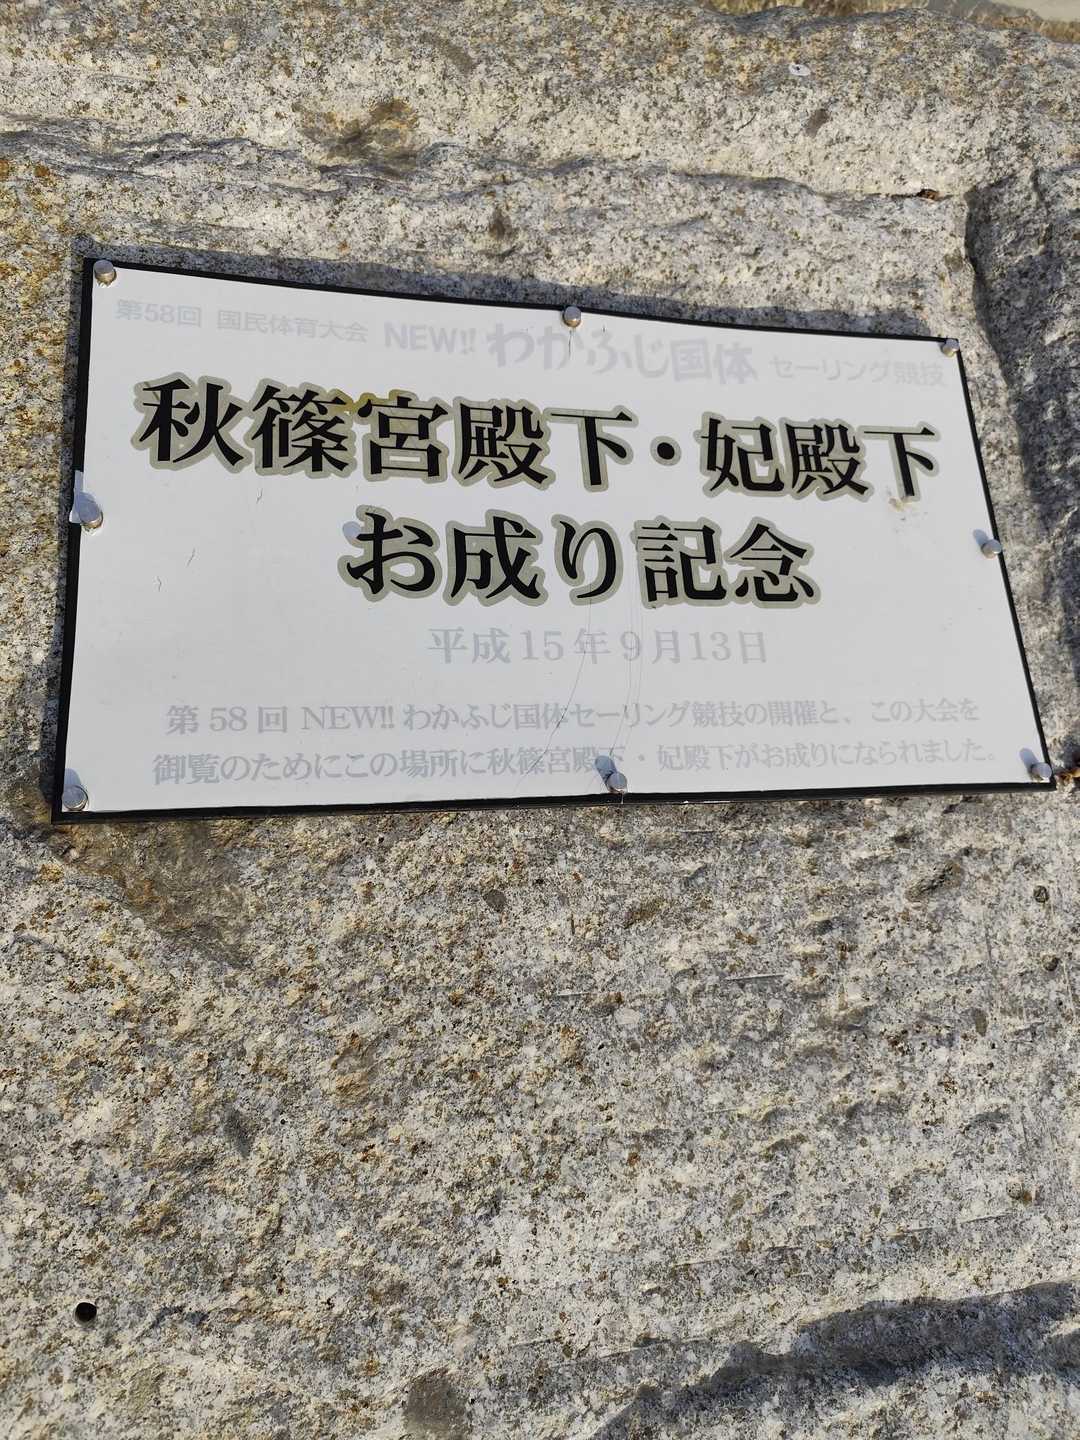 第58回 国民体育大会 NEW!! わかふじ国体 セーリング競技
秋篠宮殿下・妃殿下
お成り記念
平成15年9月13日
第58回 NEW!! わかふじ国体セーリング競技の開催と、この大会を
御覧のためにこの場所に秋篠宮殿下・妃殿下がお成りになられました。